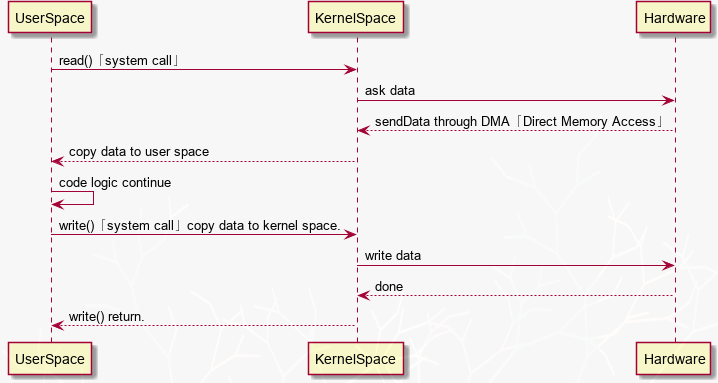 UserSpace
KernelSpace
Hardware
read()「system call」
ask data
sendData through DMA「Direct Memory Access」
copy data to user space
code logic continue
write()「system call」copy data to kernel space.
write data
done
write() return.
UserSpace
KernelSpace
Hardware